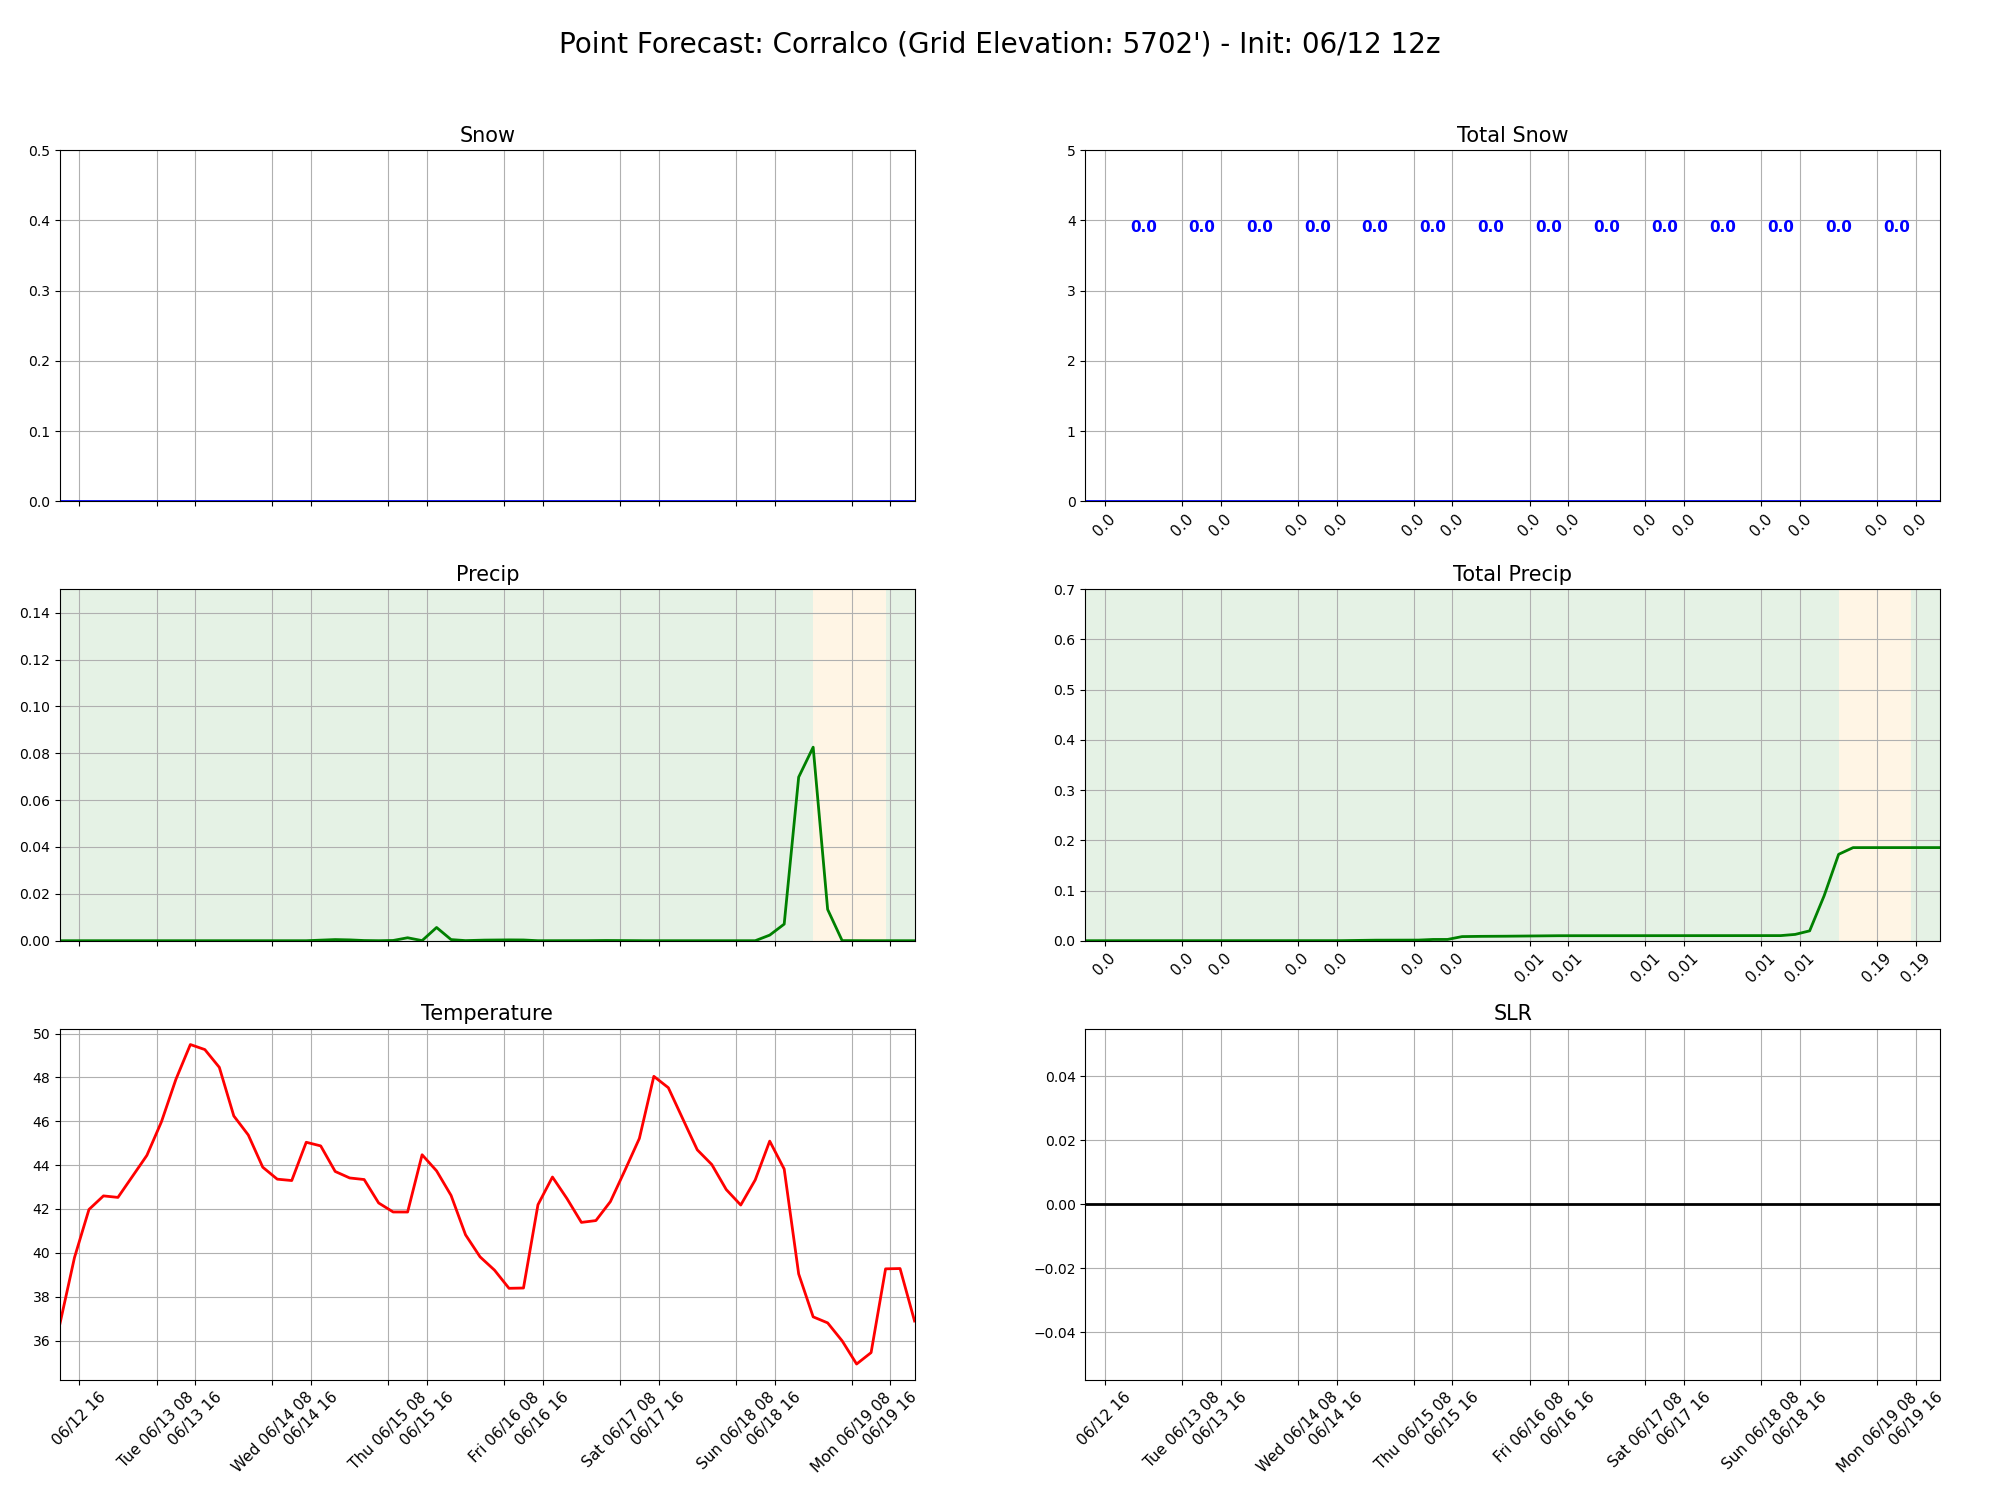 Point Forecast: Corralco (Grid Elevation: 5702') - Init: 06/12 12z
Snow
0.5
0.4
0.3
0.2
0.1
0.0
Total Snow
5
4
3
2
1
0
0.0 0.0 0.0 0.0 0.0 0.0 0.0 0.0 0.0 0.0 0.0 0.0 0.0 0.0
0.0 0.0 0.0 0.0 0.0 0.0 0.0 0.0 0.0 0.0 0.0 0.0 0.0 0.0 0.0
Precip
0.14
0.12
0.10
0.08
0.06
0.04
0.02
0.00
Total Precip
0.7
0.6
0.5
0.4
0.3
0.2
0.1
0.0
0.0 0.0 0.0 0.0 0.0 0.0 0.0 0.01 0.01 0.01 0.01 0.01 0.01 0.19 0.19
Temperature
50
48
46
44
42
40
38
36
06/12 16
Tue 06/13 08
06/13 16
Wed 06/14 08
06/14 16
Thu 06/15 08
06/15 16
Fri 06/16 08
06/16 16
Sat 06/17 08
06/17 16
Sun 06/18 08
06/18 16
Mon 06/19 08
06/19 16
SLR
0.04
0.02
0.00
−0.02
−0.04
06/12 16
Tue 06/13 08
06/13 16
Wed 06/14 08
06/14 16
Thu 06/15 08
06/15 16
Fri 06/16 08
06/16 16
Sat 06/17 08
06/17 16
Sun 06/18 08
06/18 16
Mon 06/19 08
06/19 16